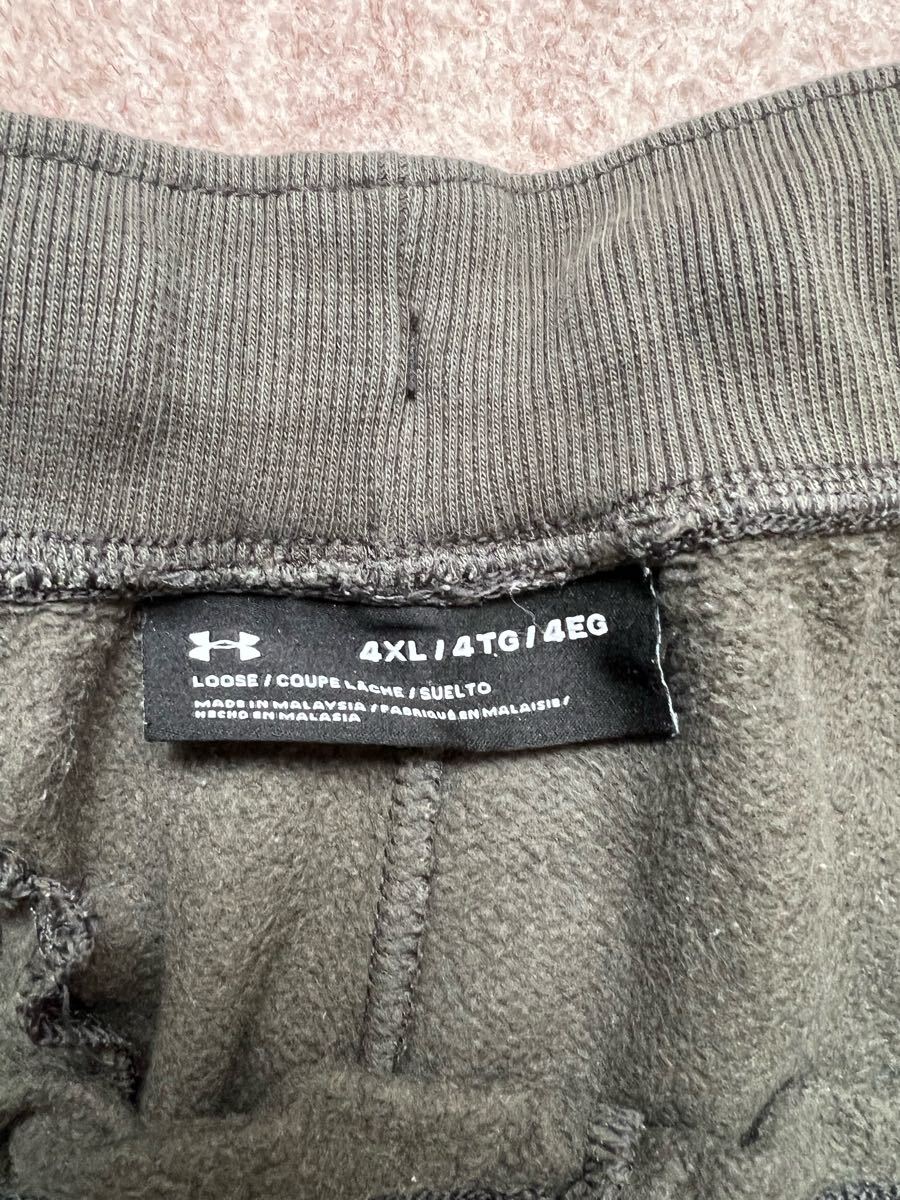 4XL / 4TG / 4EG
LOOSE / COUPE LÂCHE / SUELTO
MADE IN MALAYSIA / FABRIQUÉ EN MALAISIE /
HECHO EN MALASIA